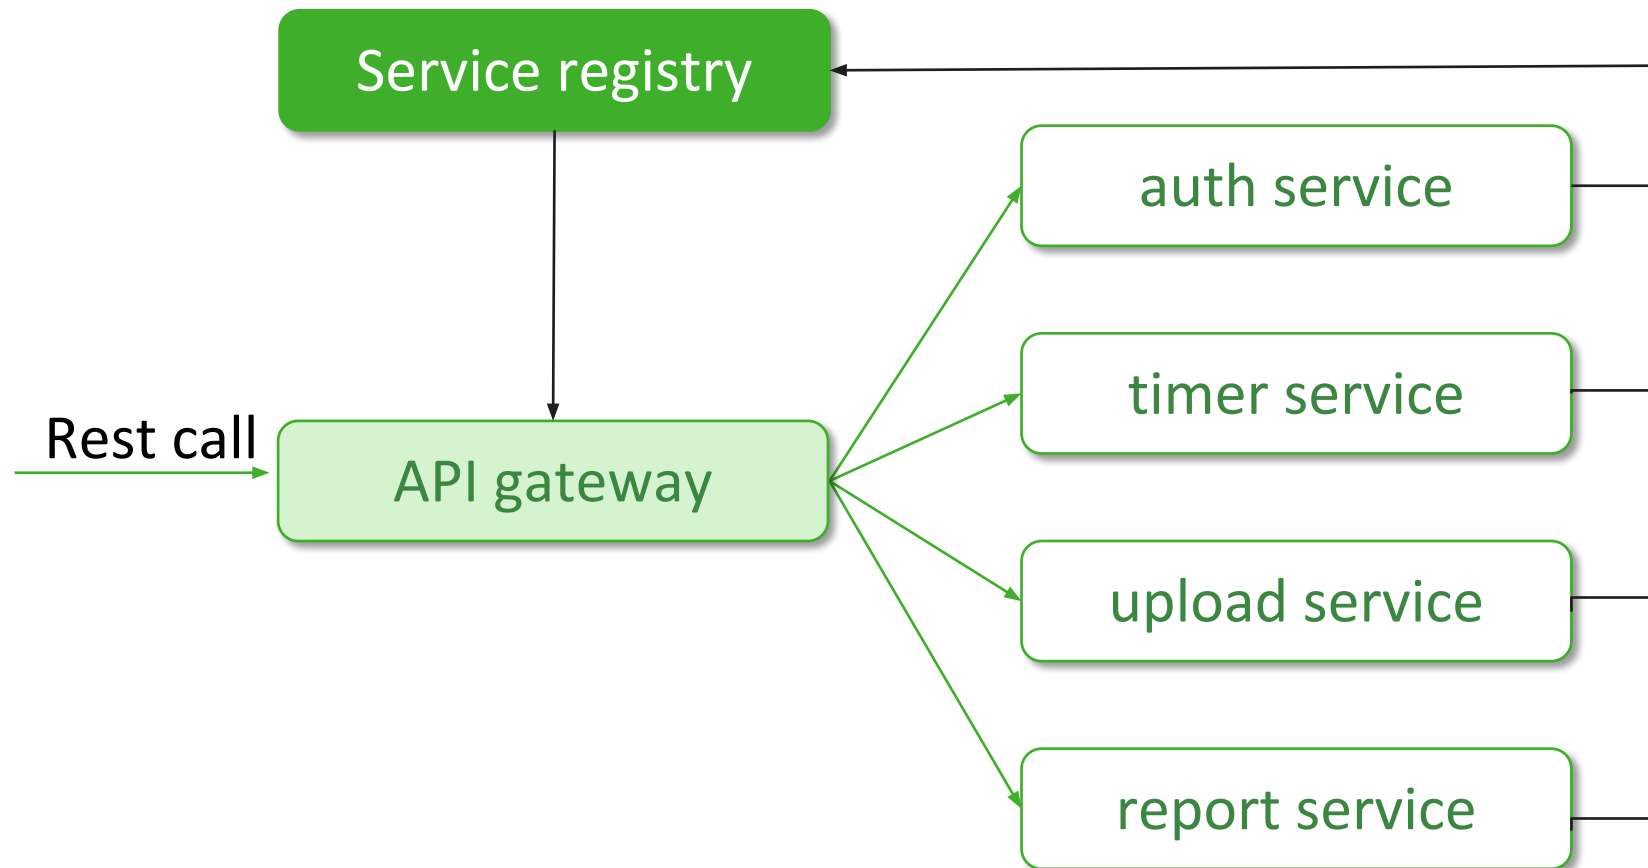 Service registry
auth service
timer service
Rest call
API gateway
upload service
report service